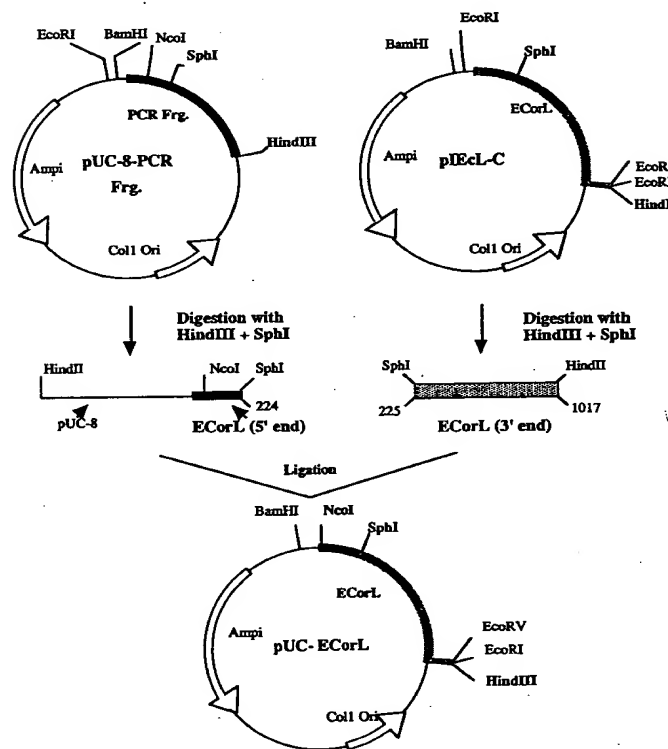 EcoRI
BamHI
NcoI
SphI
PCR Frg.
HindIII
Ampi
pUC-8-PCR
Frg.
Col1 Ori
EcoRI
BamHI
SphI
ECorL
Ampi
pIEcL-C
EcoR
EcoRI
HindI
Col1 Ori
Digestion with
HindIII + SphI
Digestion with
HindIII + SphI
HindII
NcoI
SphI
224
pUC-8
ECorL (5' end)
SphI
HindII
225
1017
ECorL (3' end)
Ligation
BamHI
NcoI
SphI
ECorL
Ampi
pUC- ECorL
EcoRV
EcoRI
HindIII
Col1 Ori